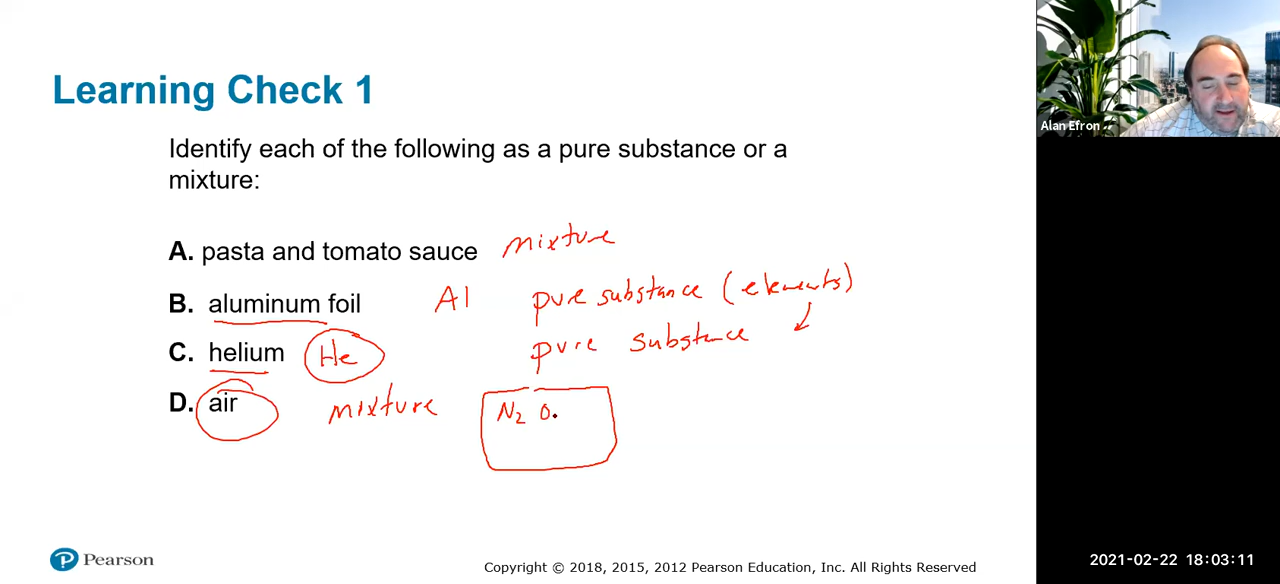 Learning Check 1
Alan Efron
Identify each of the following as a pure substance or a
mixture:
A. pasta and tomato sauce mixture
B. aluminum foil Al pure substance (elements)
C. helium He pure substance
D. air mixture N2 O.
P Pearson
Copyright © 2018, 2015, 2012 Pearson Education, Inc. All Rights Reserved
2021-02-22 18:03:11